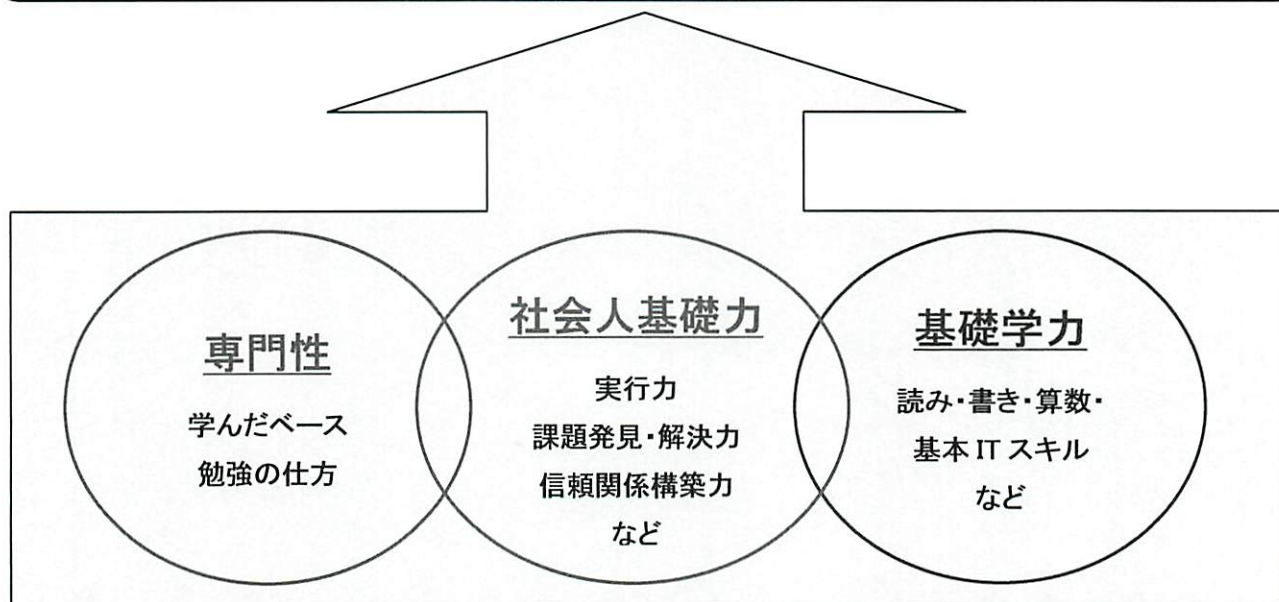 専門性
学んだベース
勉強の仕方
社会人基礎力
実行力
課題発見・解決力
信頼関係構築力
など
基礎学力
読み・書き・算数・
基本 IT スキル
など